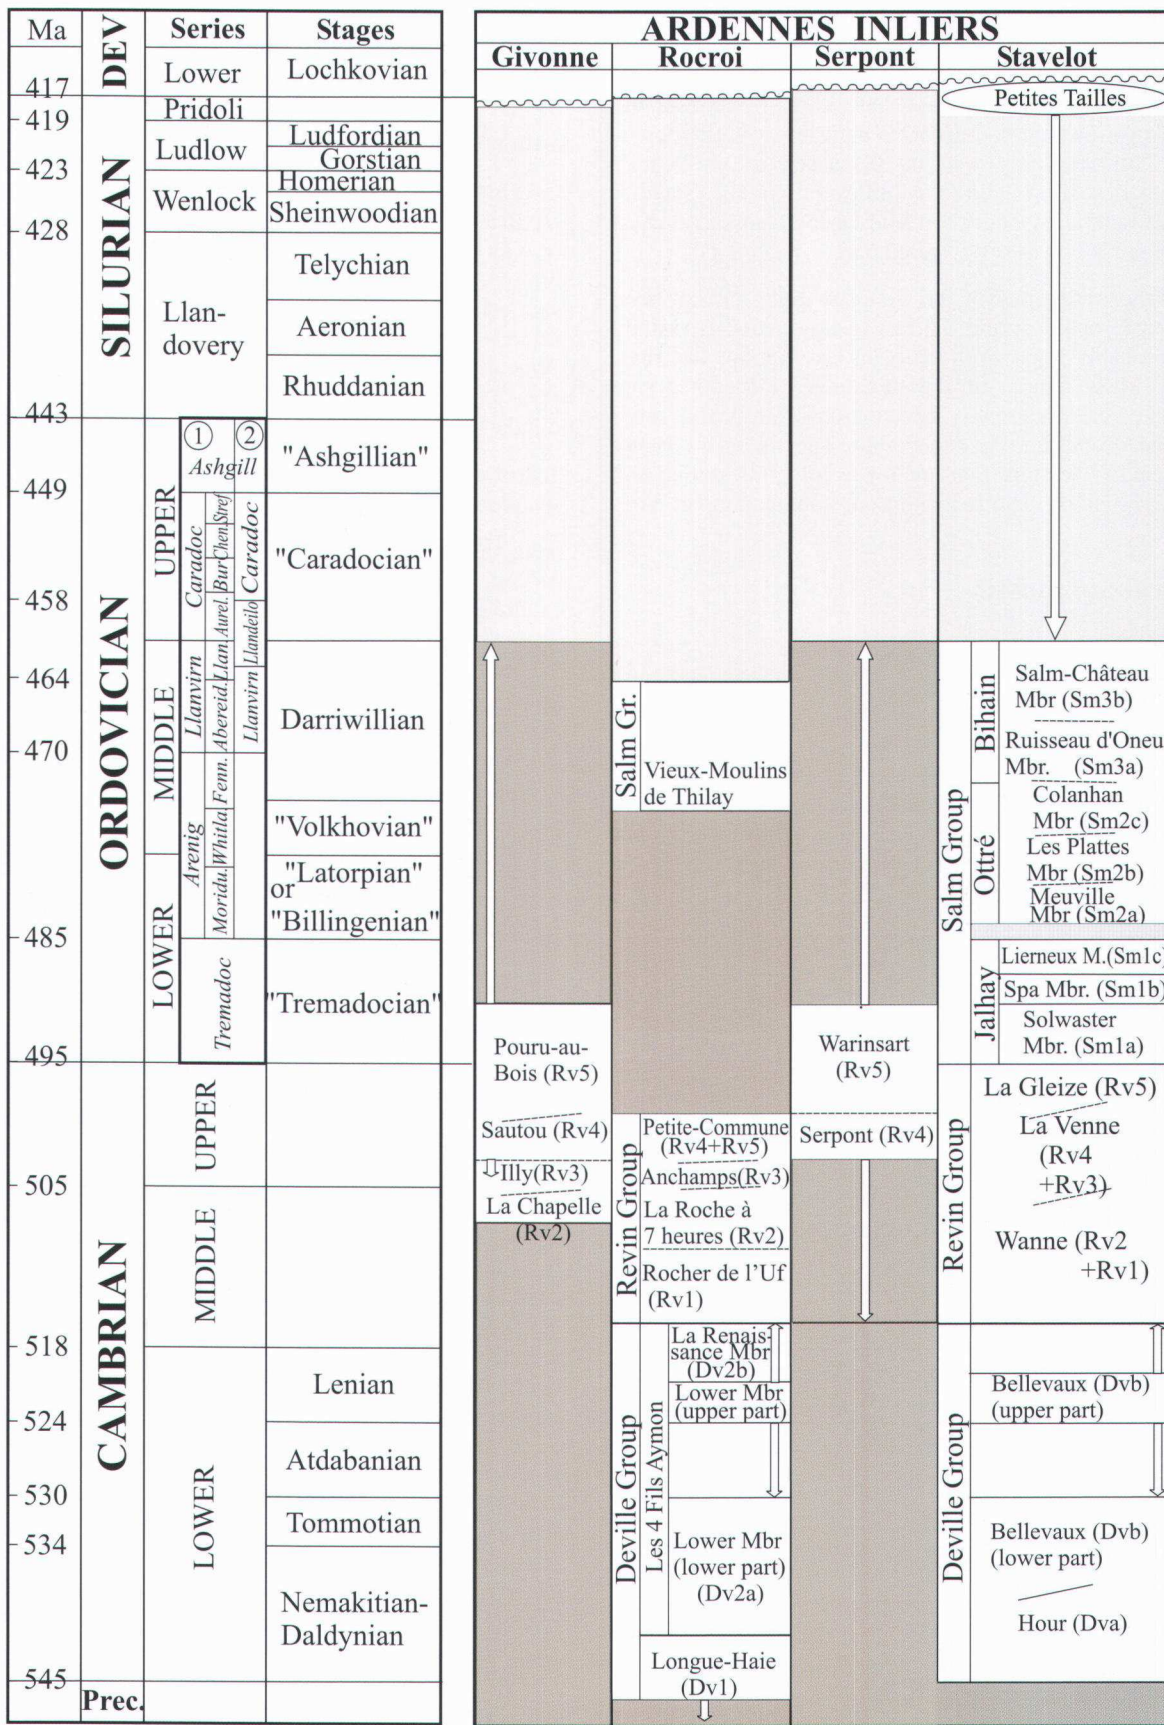 Ma
DEV
Series
Stages
Lower
Lochkovian
417
Pridoli
419
Ludlow
Ludfordian
Gorstian
423
Wenlock
Homerian
Sheinwoodian
428
SILURIAN
Llan-
dovery
Telychian
Aeronian
Rhuddanian
443
ORDOVICIAN
UPPER
MIDDLE
LOWER
1
2
Ashgill
"Ashgillian"
449
Caradoc
Stref
Chen.
Bur
Aurel.
Caradoc
"Caradocian"
458
Llandeilo
Llanvirn
Llan.
Abereid.
Llanvirn
464
Darriwillian
470
Arenig
Fenn.
Whitla.
Moridu.
"Volkhovian"
"Latorpian"
or
"Billingenian"
485
Tremadoc
"Tremadocian"
495
CAMBRIAN
UPPER
505
MIDDLE
518
LOWER
Lenian
524
Atdabanian
530
Tommotian
534
Nemakitian-
Daldynian
545
Prec.
ARDENNES INLIERS
Givonne
Rocroi
Serpont
Stavelot
Pouru-au-
Bois (Rv5)
Sautou (Rv4)
Illy(Rv3)
La Chapelle
(Rv2)
Salm Gr.
Vieux-Moulins
de Thilay
Revin Group
Petite-Commune
(Rv4+Rv5)
Anchamps(Rv3)
La Roche à
7 heures (Rv2)
Rocher de l'Uf
(Rv1)
Deville Group
Les 4 Fils Aymon
La Renais-
sance Mbr
(Dv2b)
Lower Mbr
(upper part)
Lower Mbr
(lower part)
(Dv2a)
Longue-Haie
(Dv1)
Warinsart
(Rv5)
Serpont (Rv4)
Petites Tailles
Salm Group
Bihain
Salm-Château
Mbr (Sm3b)
Ruisseau d'Oneu
Mbr. (Sm3a)
Ottré
Colanhan
Mbr (Sm2c)
Les Plattes
Mbr (Sm2b)
Meuville
Mbr (Sm2a)
Jalhay
Lierneux M.(Sm1c)
Spa Mbr. (Sm1b)
Solwaster
Mbr. (Sm1a)
Revin Group
La Gleize (Rv5)
La Venne
(Rv4
+Rv3)
Wanne (Rv2
+Rv1)
Deville Group
Bellevaux (Dvb)
(upper part)
Bellevaux (Dvb)
(lower part)
Hour (Dva)